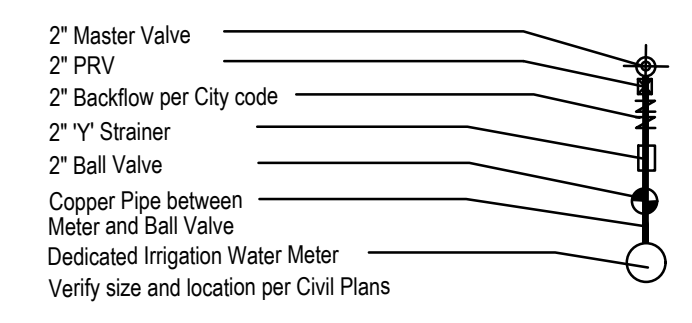 2" Master Valve
2" PRV
2" Backflow per City code
2" 'Y' Strainer
2" Ball Valve
Copper Pipe between
Meter and Ball Valve
Dedicated Irrigation Water Meter
Verify size and location per Civil Plans